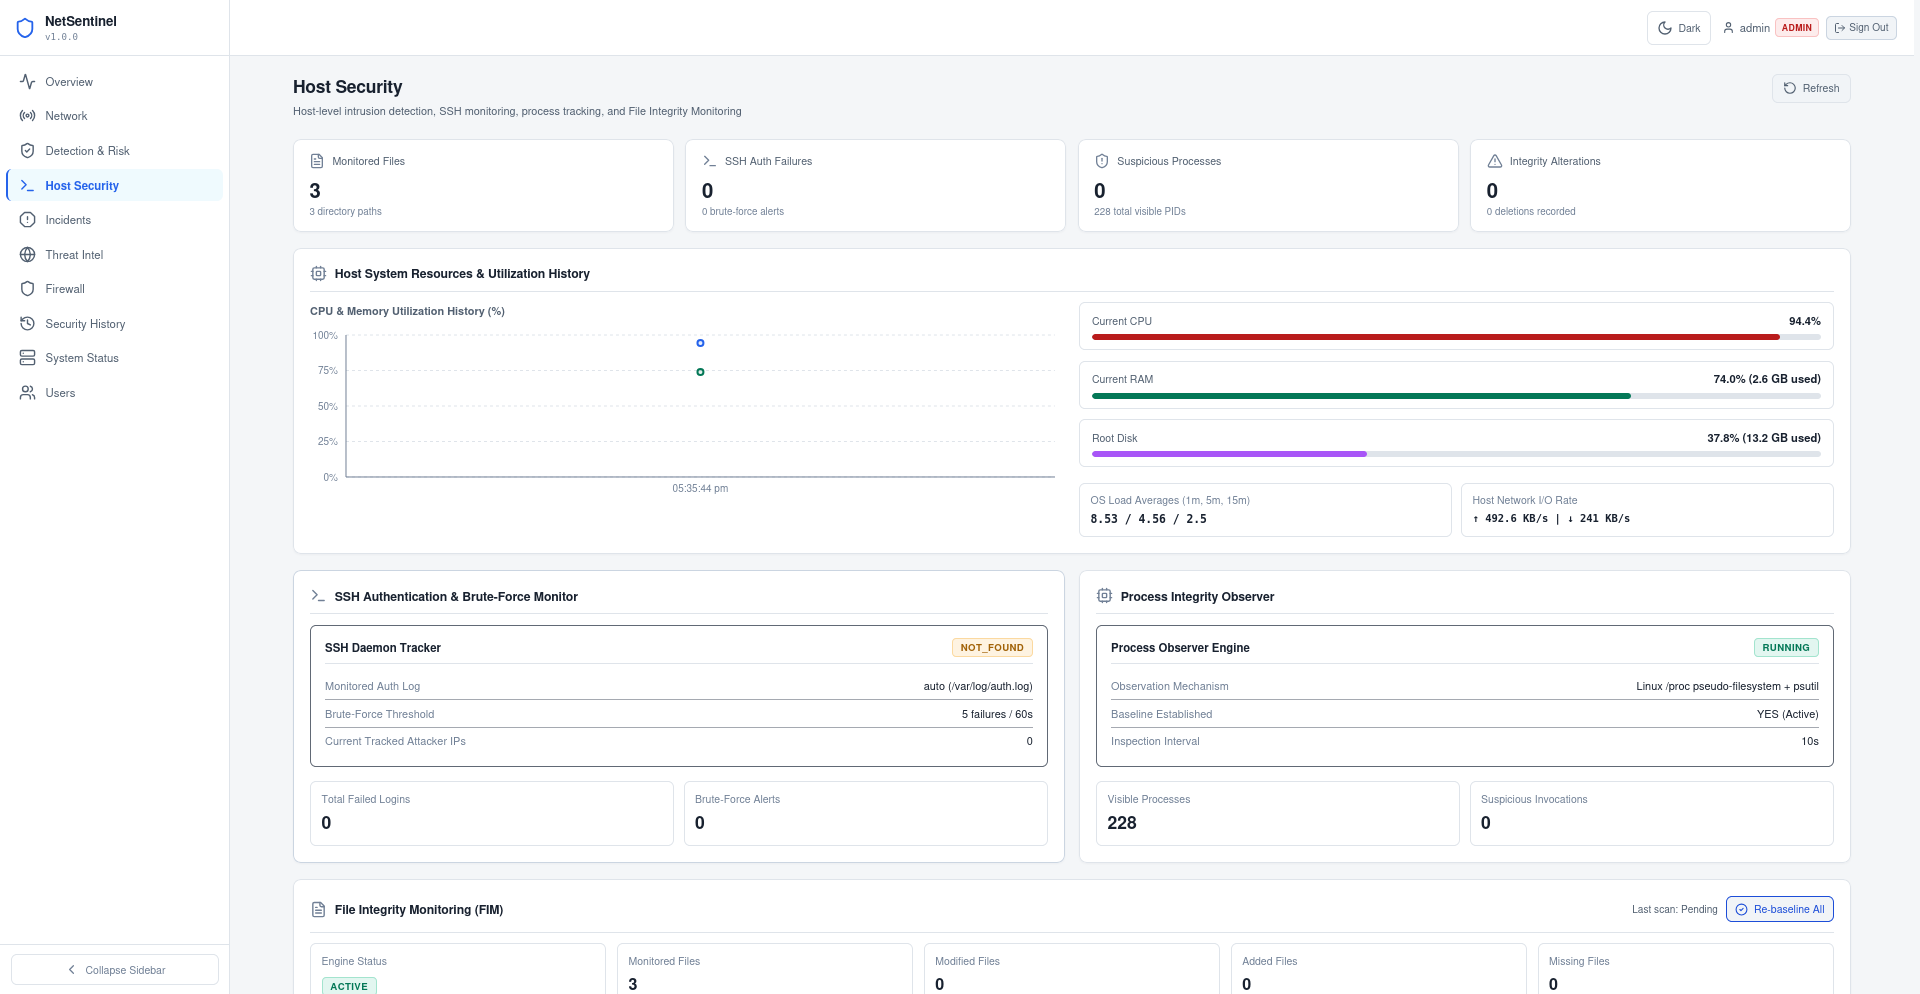 NetSentinel
v1.0.0
Dark
admin
ADMIN
Sign Out
Overview
Network
Detection & Risk
Host Security
Incidents
Threat Intel
Firewall
Security History
System Status
Users
Collapse Sidebar
Host Security
Host-level intrusion detection, SSH monitoring, process tracking, and File Integrity Monitoring
Refresh
Monitored Files
3
3 directory paths
SSH Auth Failures
0
0 brute-force alerts
Suspicious Processes
0
228 total visible PIDs
Integrity Alterations
0
0 deletions recorded
Host System Resources & Utilization History
CPU & Memory Utilization History (%)
100%
75%
50%
25%
0%
05:35:44 pm
Current CPU
94.4%
Current RAM
74.0% (2.6 GB used)
Root Disk
37.8% (13.2 GB used)
OS Load Averages (1m, 5m, 15m)
8.53 / 4.56 / 2.5
Host Network I/O Rate
↑ 492.6 KB/s | ↓ 241 KB/s
SSH Authentication & Brute-Force Monitor
SSH Daemon Tracker
NOT_FOUND
Monitored Auth Log
auto (/var/log/auth.log)
Brute-Force Threshold
5 failures / 60s
Current Tracked Attacker IPs
0
Total Failed Logins
0
Brute-Force Alerts
0
Process Integrity Observer
Process Observer Engine
RUNNING
Observation Mechanism
Linux /proc pseudo-filesystem + psutil
Baseline Established
YES (Active)
Inspection Interval
10s
Visible Processes
228
Suspicious Invocations
0
File Integrity Monitoring (FIM)
Last scan: Pending
Re-baseline All
Engine Status
ACTIVE
Monitored Files
3
Modified Files
0
Added Files
0
Missing Files
0